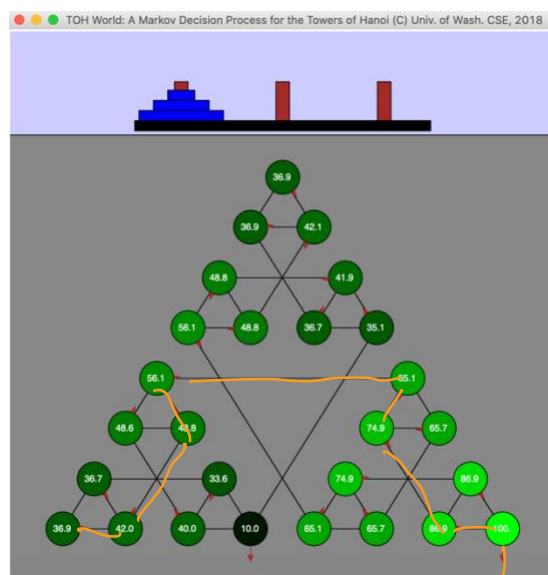 TOH World: A Markov Decision Process for the Towers of Hanoi (C) Univ. of Wash. CSE, 2018
36.9
36.9 42.1
48.8 41.9
56.1 48.8 36.7 35.1
56.1
48.6 74.9 65.7
36.7 33.6 74.9 86.9
36.9 42.0 40.0 10.0 65.1 65.7 86.9 100.